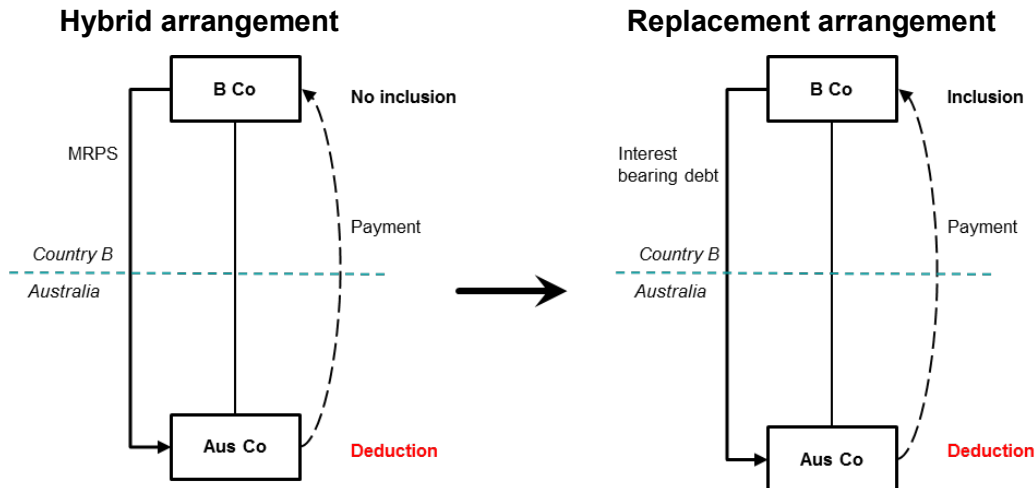 Hybrid arrangement
B Co
No inclusion
MRPS
Payment
Country B
Australia
Aus Co
Deduction
Replacement arrangement
B Co
Inclusion
Interest
bearing debt
Payment
Country B
Australia
Aus Co
Deduction